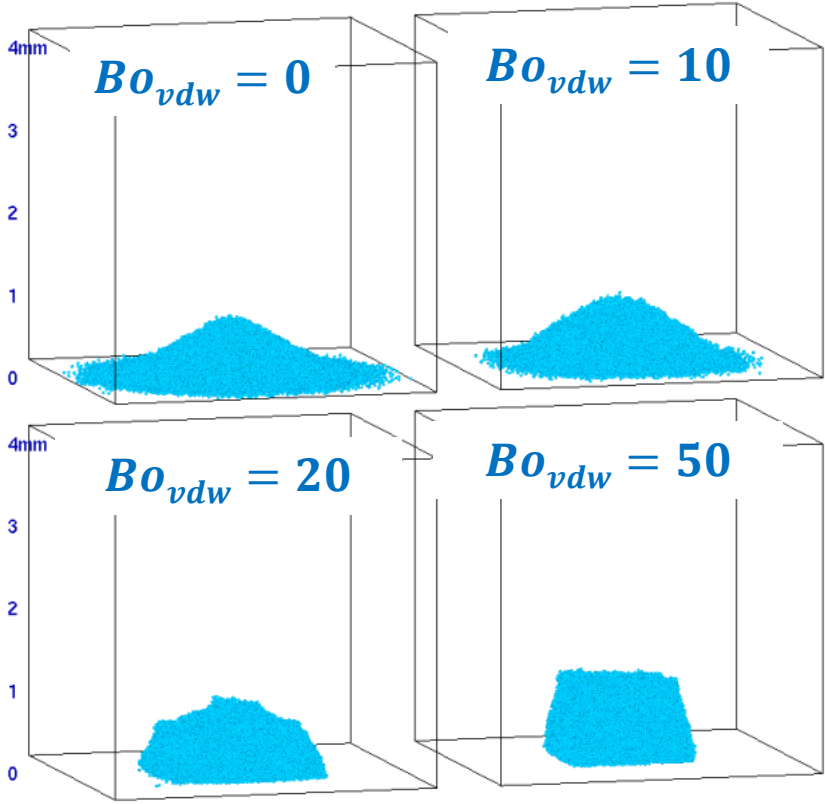 4mm
Bo_vdw = 0
3
2
1
0
Bo_vdw = 10
4mm
Bo_vdw = 20
3
2
1
0
Bo_vdw = 50